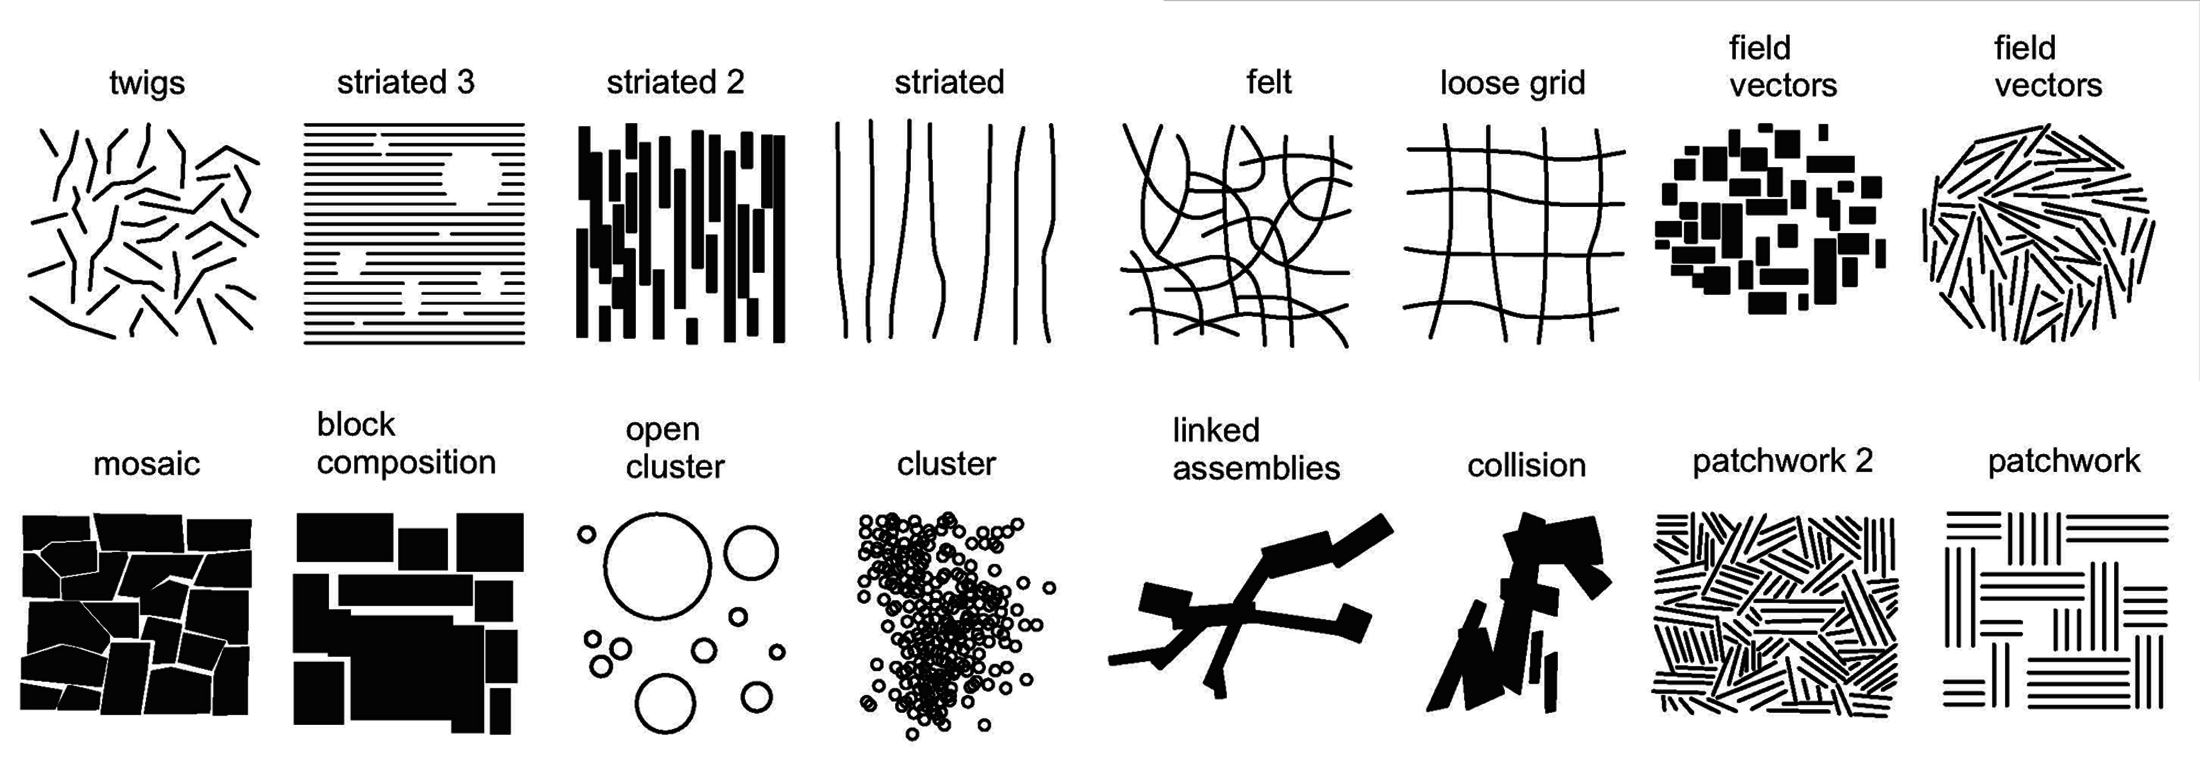 twigs
striated 3
striated 2
striated
felt
loose grid
field
vectors
field
vectors
mosaic
block
composition
open
cluster
cluster
linked
assemblies
collision
patchwork 2
patchwork